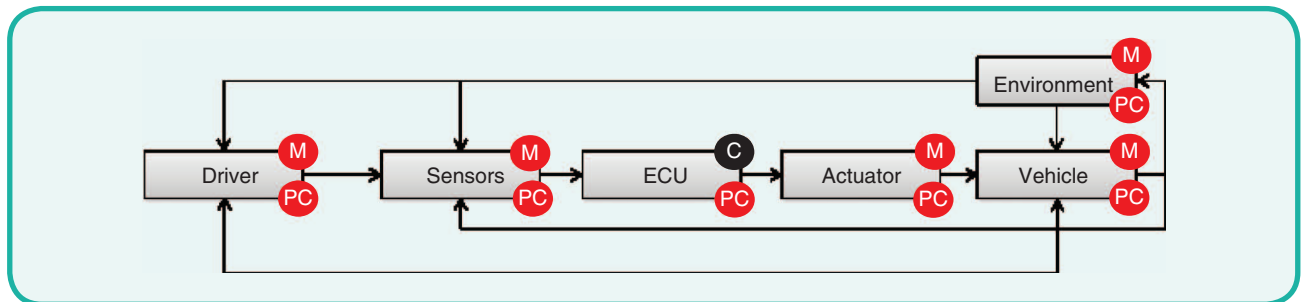 M
Environment
PC
M
M
C
M
M
Driver
Sensors
ECU
Actuator
Vehicle
PC
PC
PC
PC
PC